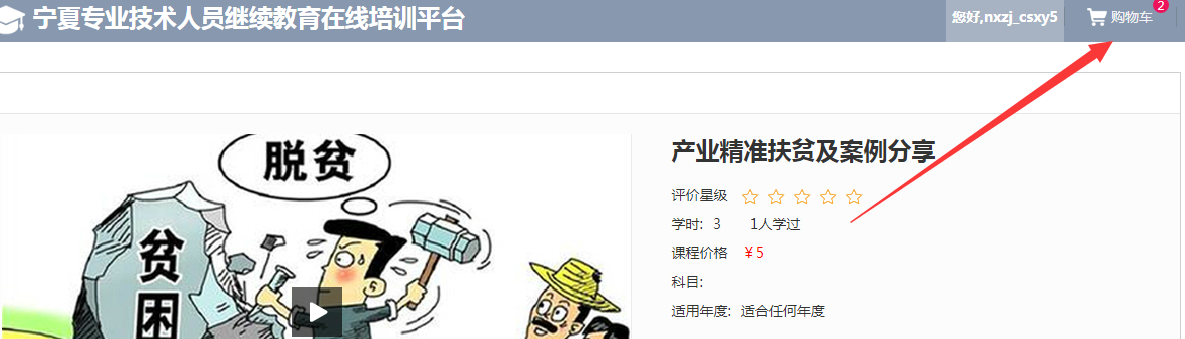 宁夏专业技术人员继续教育在线培训平台
您好,nxzj_csxy5
购物车
2
脱贫
贫困
产业精准扶贫及案例分享
评价星级
学时: 3 1人学过
课程价格 ￥5
科目:
适用年度: 适合任何年度